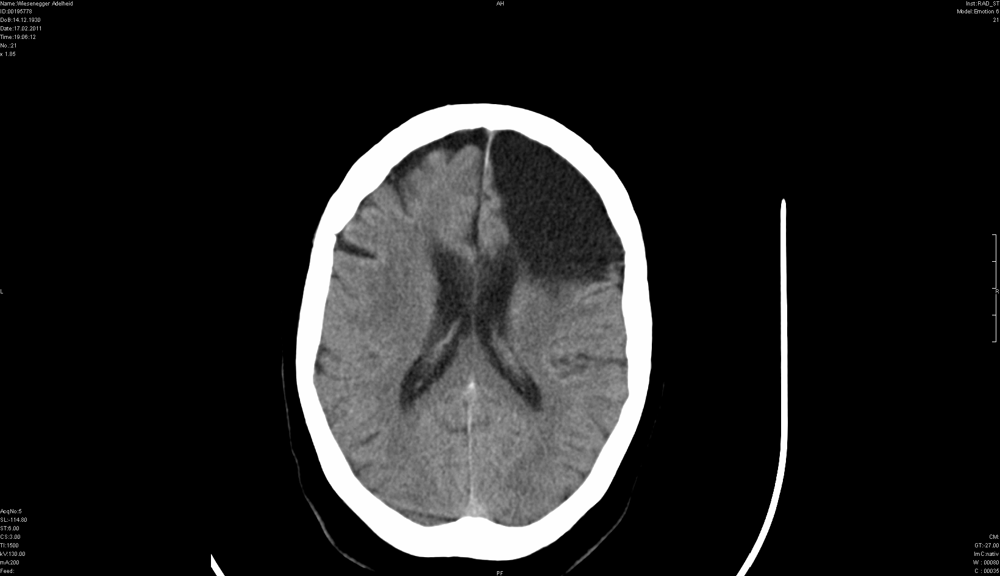 Name:Wiesenegger Adelheid
ID:00195778
DoB:14.12.1930
Date:17.02.2011
Time:19:06:12
No.:21
x 1.85
AH
Inst:RAD_ST
Model:Emotion 6
21
L
R
AcqNo:5
SL:-114.80
ST:6.00
CS:3.00
TI:1500
kV:130.00
mA:200
Feed:
PF
CM:
GT:-27.00
ImC:nativ
W : 00080
C : 00035